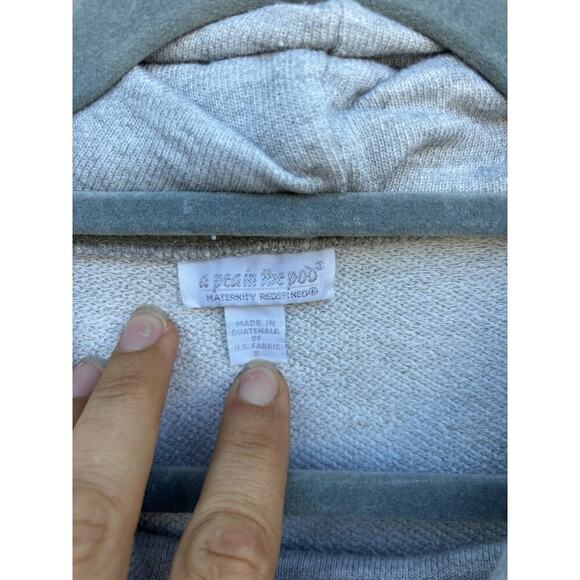 a pea in the pod®
MATERNITY REDEFINED®
MADE IN
GUATEMALA
OF
U.S. FABRIC
S